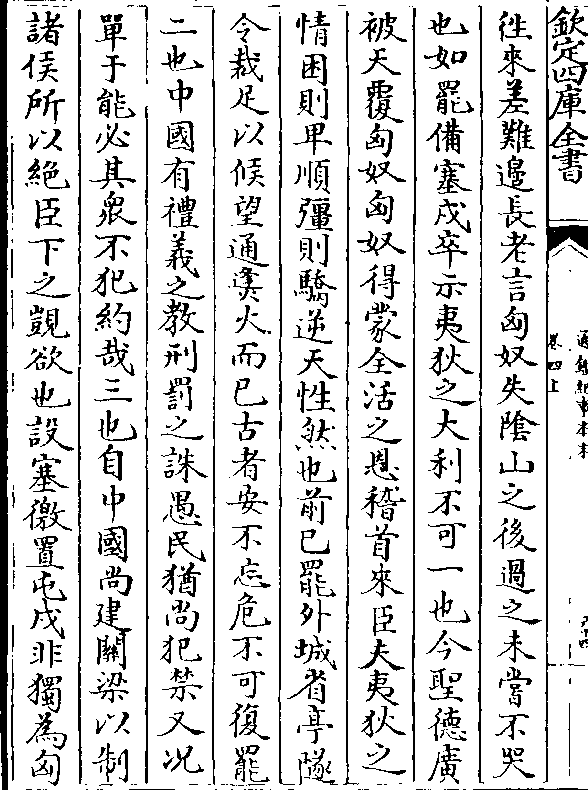 欽定四庫全書
通鑑紀事本末
卷四上
徃來差難邊長老言匈奴失隂山之後過之未嘗不哭
也如罷備塞戍卒示夷狄之大利不可一也今聖德廣
被天覆匈奴匈奴得蒙全活之恩稽首來臣夫夷狄之
情困則卑順彊則驕逆天性然也前已罷外城省亭隧
令裁足以候望通㷭火而已古者安不忘危不可復罷
二也中國有禮義之教刑罰之誅愚民猶尚犯禁又况
單于能必其衆不犯約哉三也自中國尚建關梁以制
諸侯所以絶臣下之覬欲也設塞徼置屯戍非獨為匈